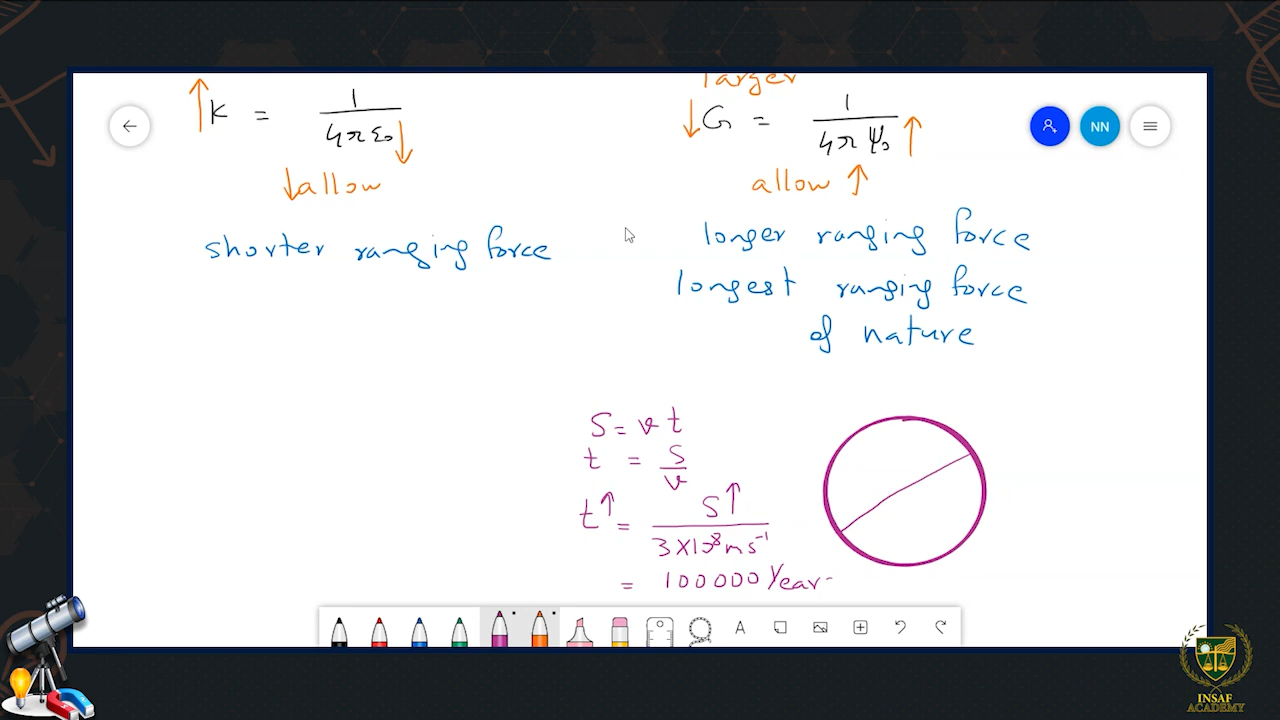 larger
↑K = 1/4πε₀↓
↓allow
shorter ranging force
↓G = 1/4πψ₀↑
allow ↑
longer ranging force
longest ranging force
of nature
S = vt
t = S/v
t↑ = S↑/3×10⁸ms⁻¹
= 100000 Year
NN
A
INSAF
ACADEMY